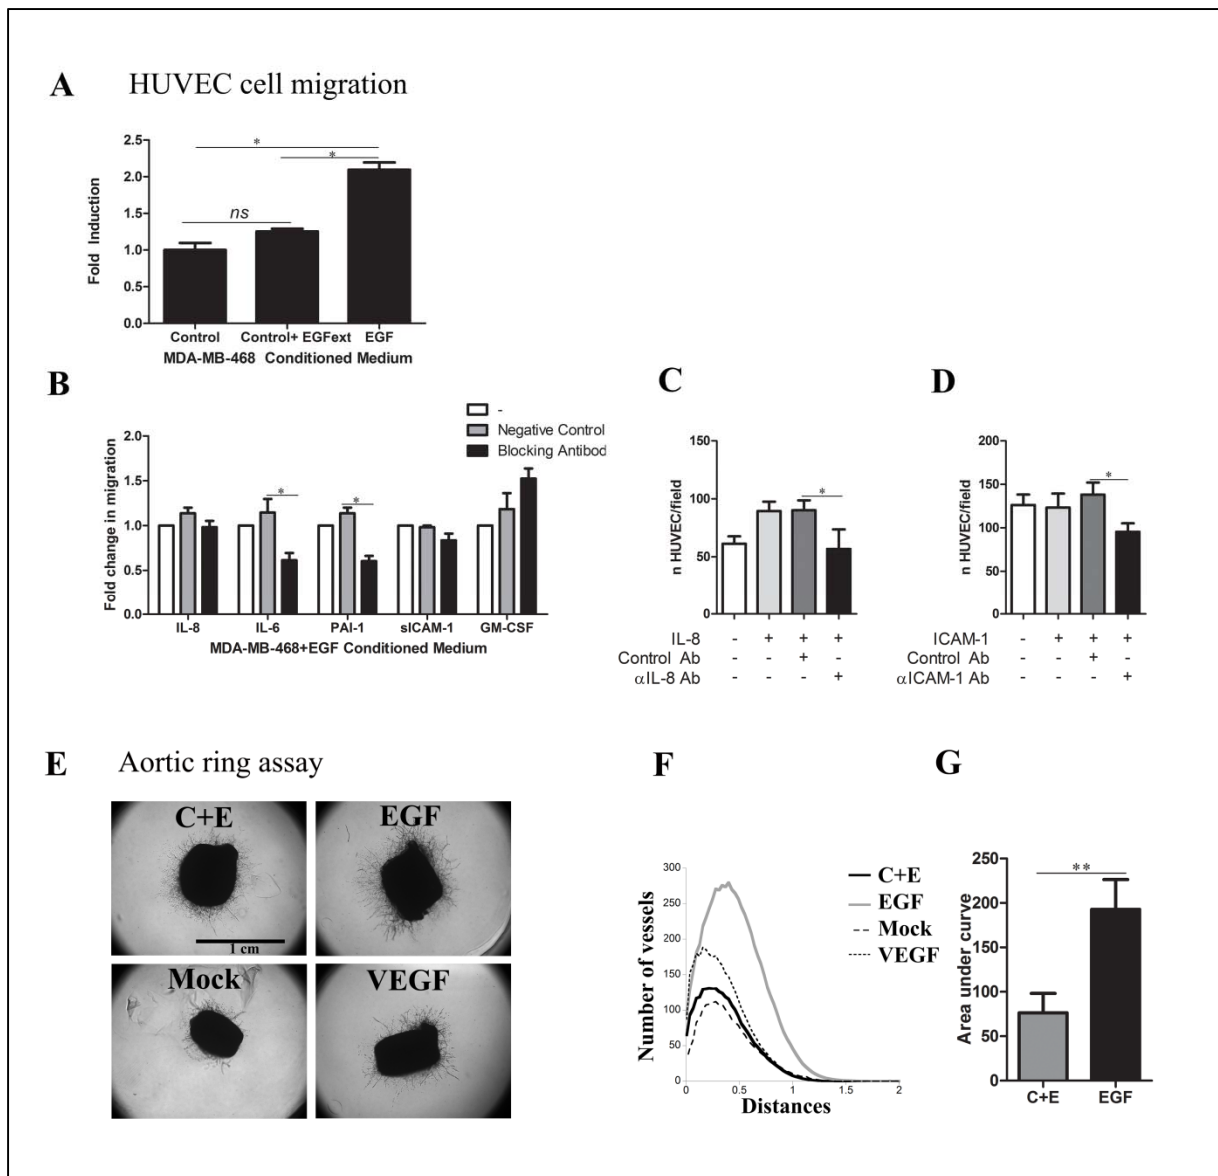 A HUVEC cell migration
2.5
2.0
1.5
1.0
0.5
0.0
Fold Induction
*
*
ns
Control Control+ EGFext EGF
MDA-MB-468 Conditioned Medium
B
-
Negative Control
Blocking Antibod
2.0
1.5
1.0
0.5
0.0
Fold change in migration
*
*
IL-8 IL-6 PAI-1 sICAM-1 GM-CSF
MDA-MB-468+EGF Conditioned Medium
C
150
100
50
0
n HUVEC/field
*
IL-8 - + + +
Control Ab - - + -
αIL-8 Ab - - - +
D
200
150
100
50
0
n HUVEC/field
*
ICAM-1 - + + +
Control Ab - - + -
αICAM-1 Ab - - - +
E Aortic ring assay
C+E
1 cm
EGF
Mock
VEGF
F
300
250
200
150
100
50
0
Number of vessels
0 0.5 1 1.5 2
Distances
C+E
EGF
Mock
VEGF
G
250
200
150
100
50
0
Area under curve
**
C+E EGF